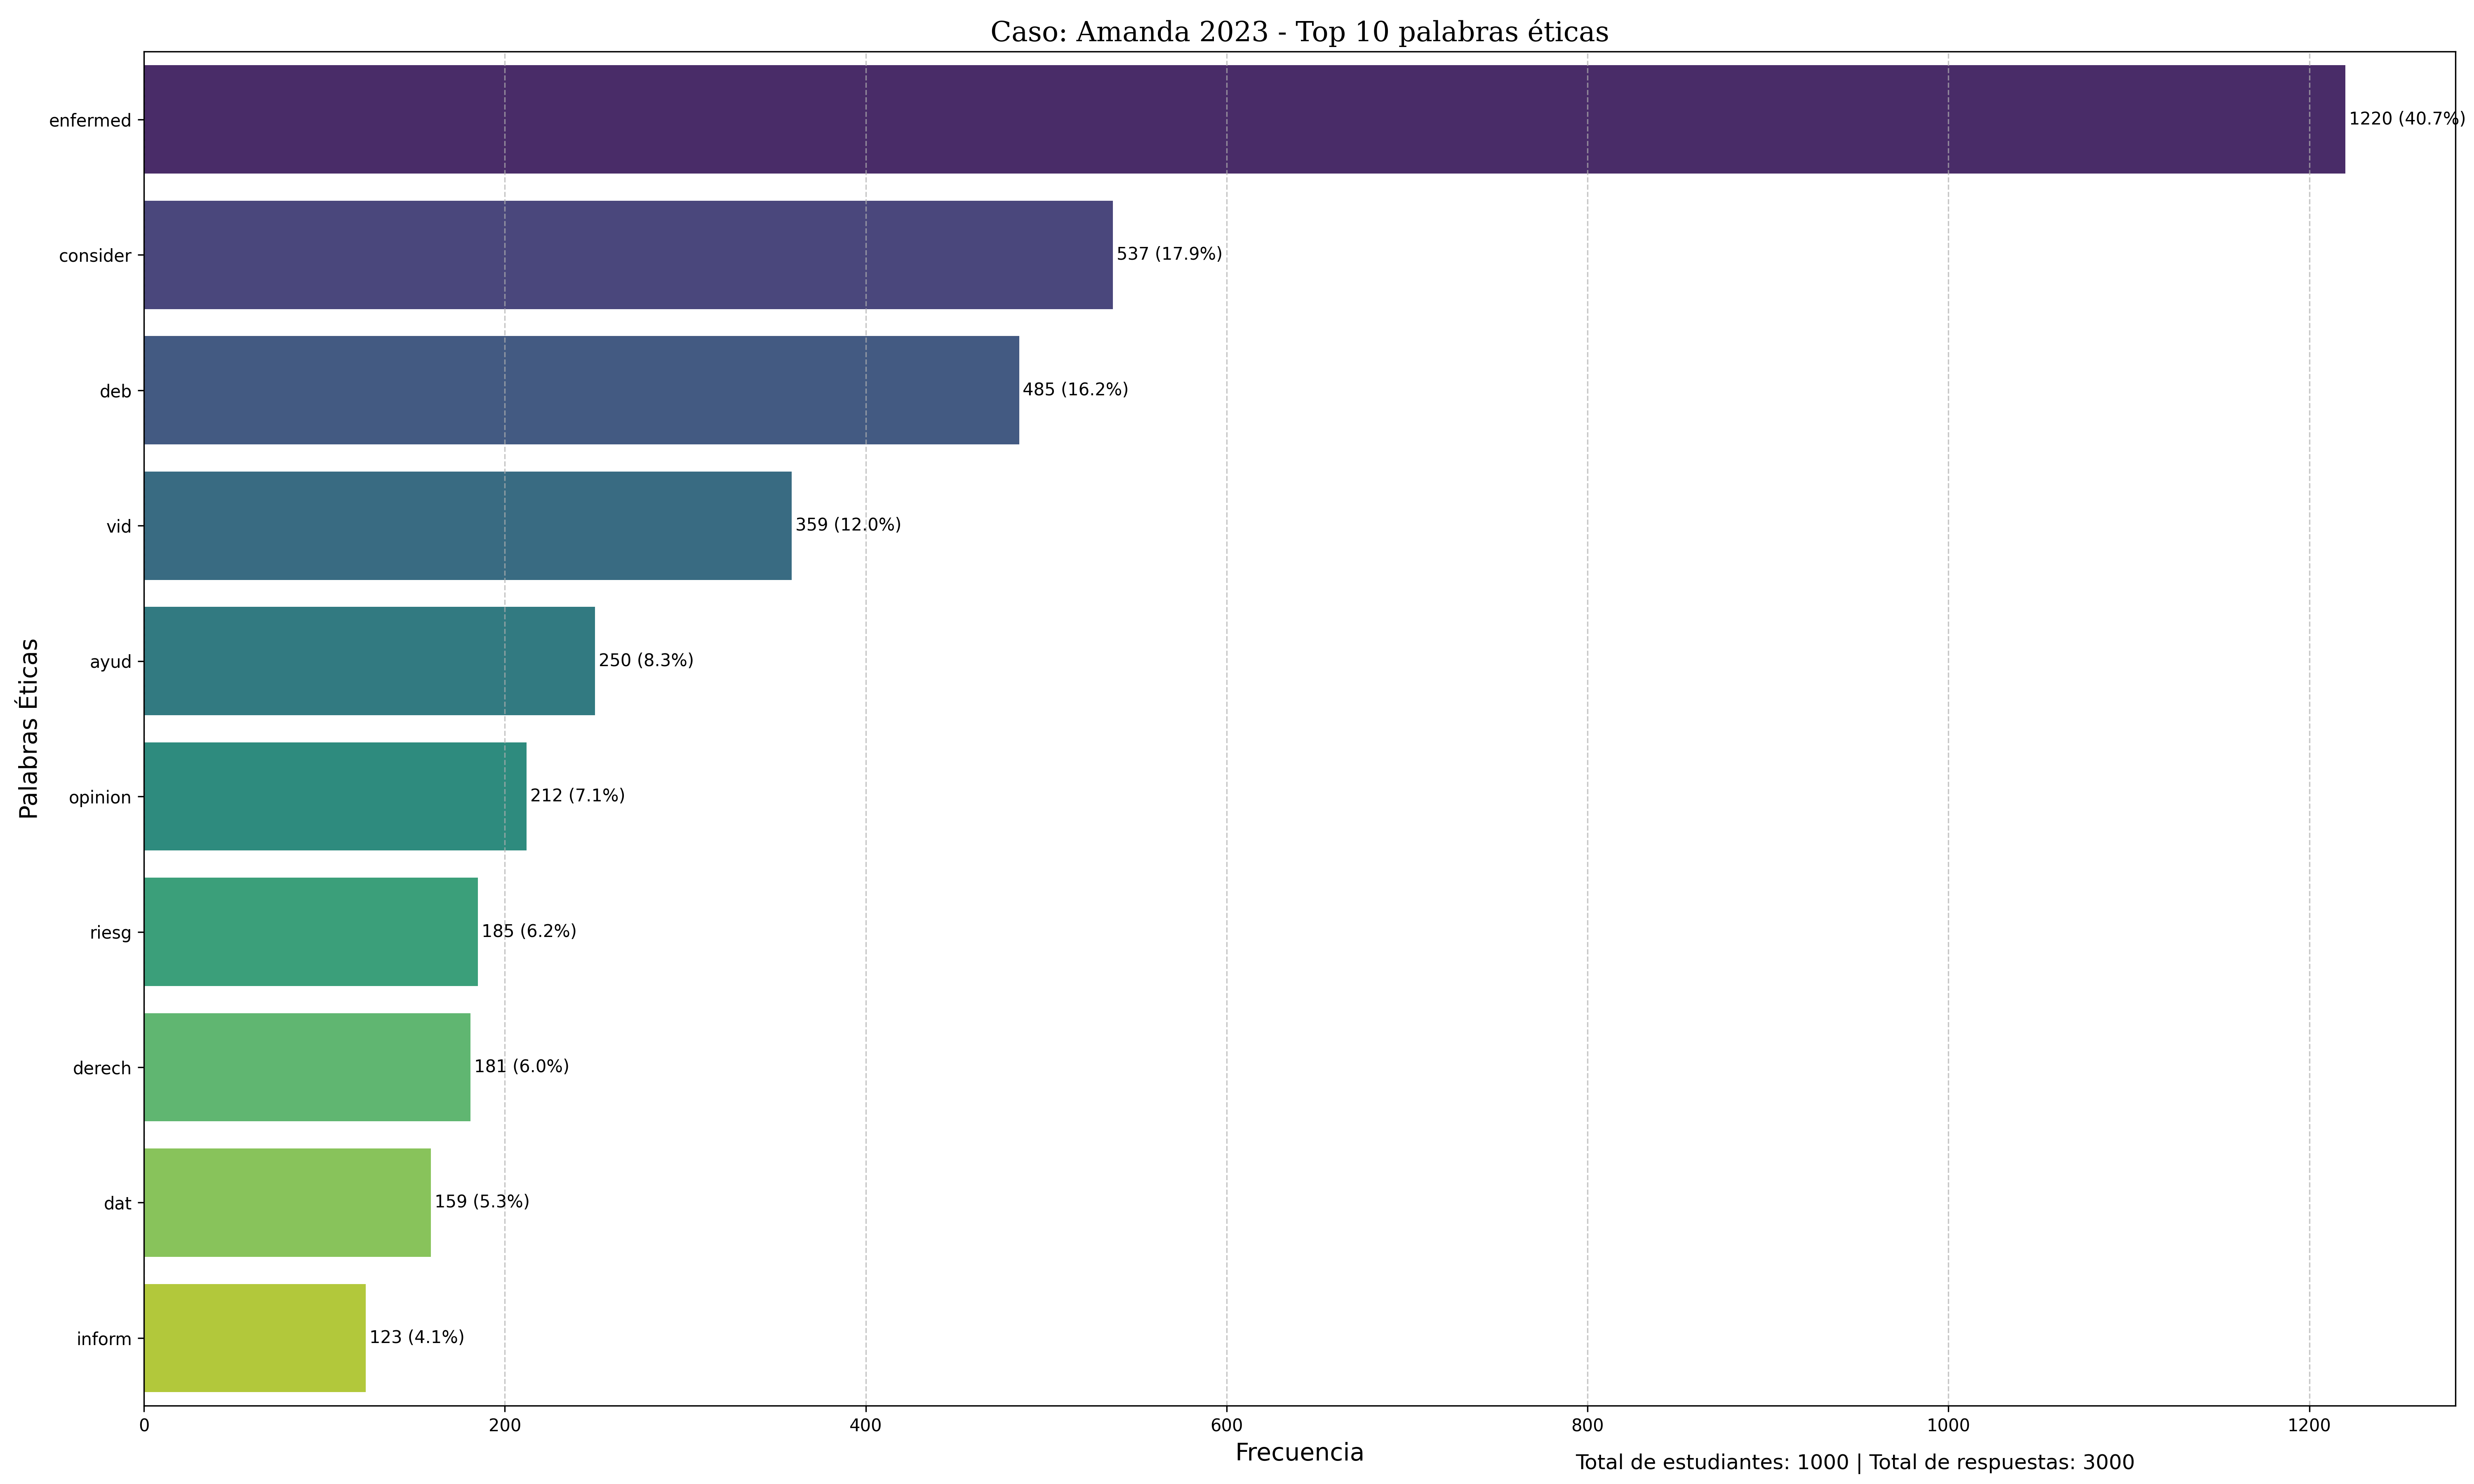 Caso: Amanda 2023 - Top 10 palabras éticas
Palabras Éticas
enfermed 1220 (40.7%)
consider 537 (17.9%)
deb 485 (16.2%)
vid 359 (12.0%)
ayud 250 (8.3%)
opinion 212 (7.1%)
riesg 185 (6.2%)
derech 181 (6.0%)
dat 159 (5.3%)
inform 123 (4.1%)
0 200 400 600 800 1000 1200
Frecuencia
Total de estudiantes: 1000 | Total de respuestas: 3000